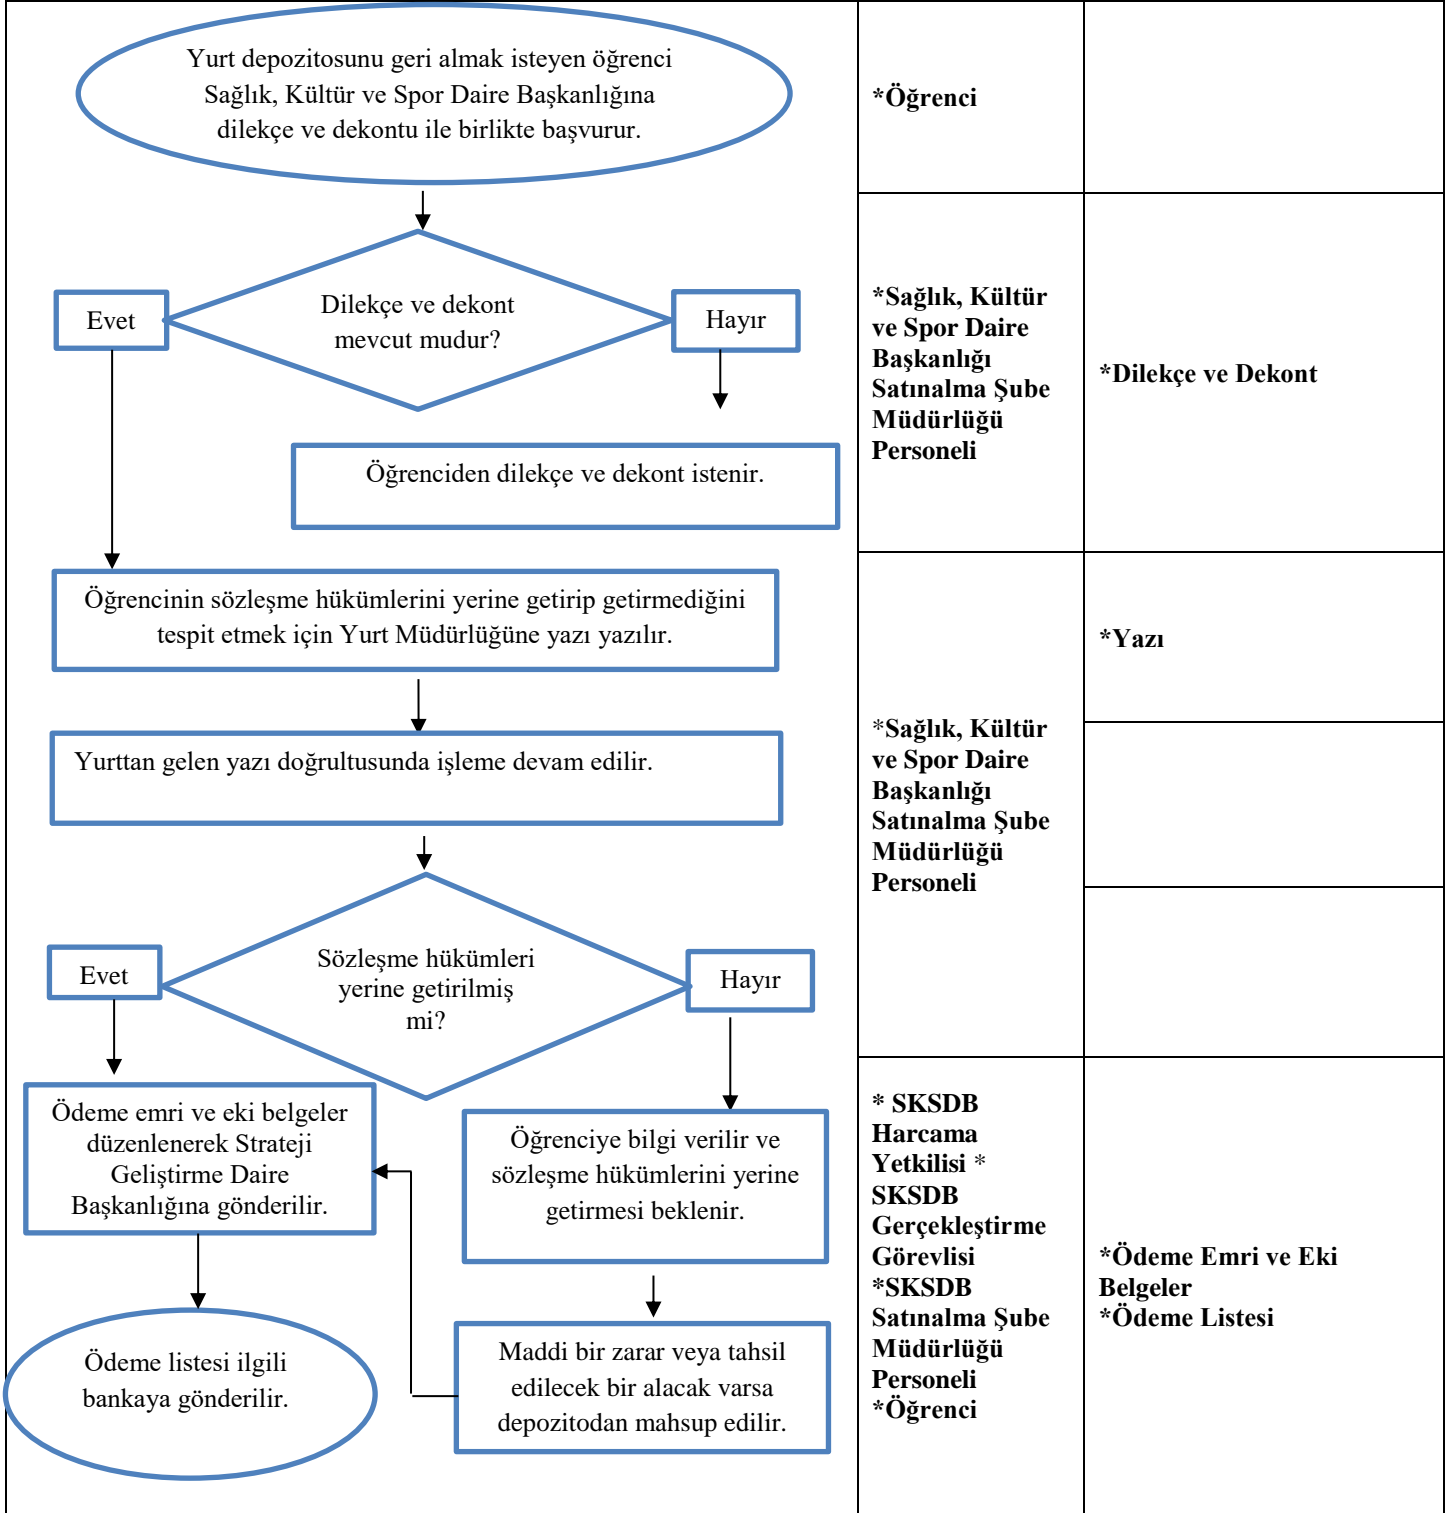 Yurt depozitosunu geri almak isteyen öğrenci
Sağlık, Kültür ve Spor Daire Başkanlığına
dilekçe ve dekontu ile birlikte başvurur.
*Öğrenci
Evet
Dilekçe ve dekont
mevcut mudur?
Hayır
Öğrenciden dilekçe ve dekont istenir.
*Sağlık, Kültür
ve Spor Daire
Başkanlığı
Satınalma Şube
Müdürlüğü
Personeli
*Dilekçe ve Dekont
Öğrencinin sözleşme hükümlerini yerine getirip getirmediğini
tespit etmek için Yurt Müdürlüğüne yazı yazılır.
*Yazı
Yurttan gelen yazı doğrultusunda işleme devam edilir.
*Sağlık, Kültür
ve Spor Daire
Başkanlığı
Satınalma Şube
Müdürlüğü
Personeli
Evet
Sözleşme hükümleri
yerine getirilmiş
mi?
Hayır
Ödeme emri ve eki belgeler
düzenlenerek Strateji
Geliştirme Daire
Başkanlığına gönderilir.
Öğrenciye bilgi verilir ve
sözleşme hükümlerini yerine
getirmesi beklenir.
Ödeme listesi ilgili
bankaya gönderilir.
Maddi bir zarar veya tahsil
edilecek bir alacak varsa
depozitodan mahsup edilir.
* SKSDB
Harcama
Yetkilisi *
SKSDB
Gerçekleştirme
Görevlisi
*SKSDB
Satınalma Şube
Müdürlüğü
Personeli
*Öğrenci
*Ödeme Emri ve Eki
Belgeler
*Ödeme Listesi